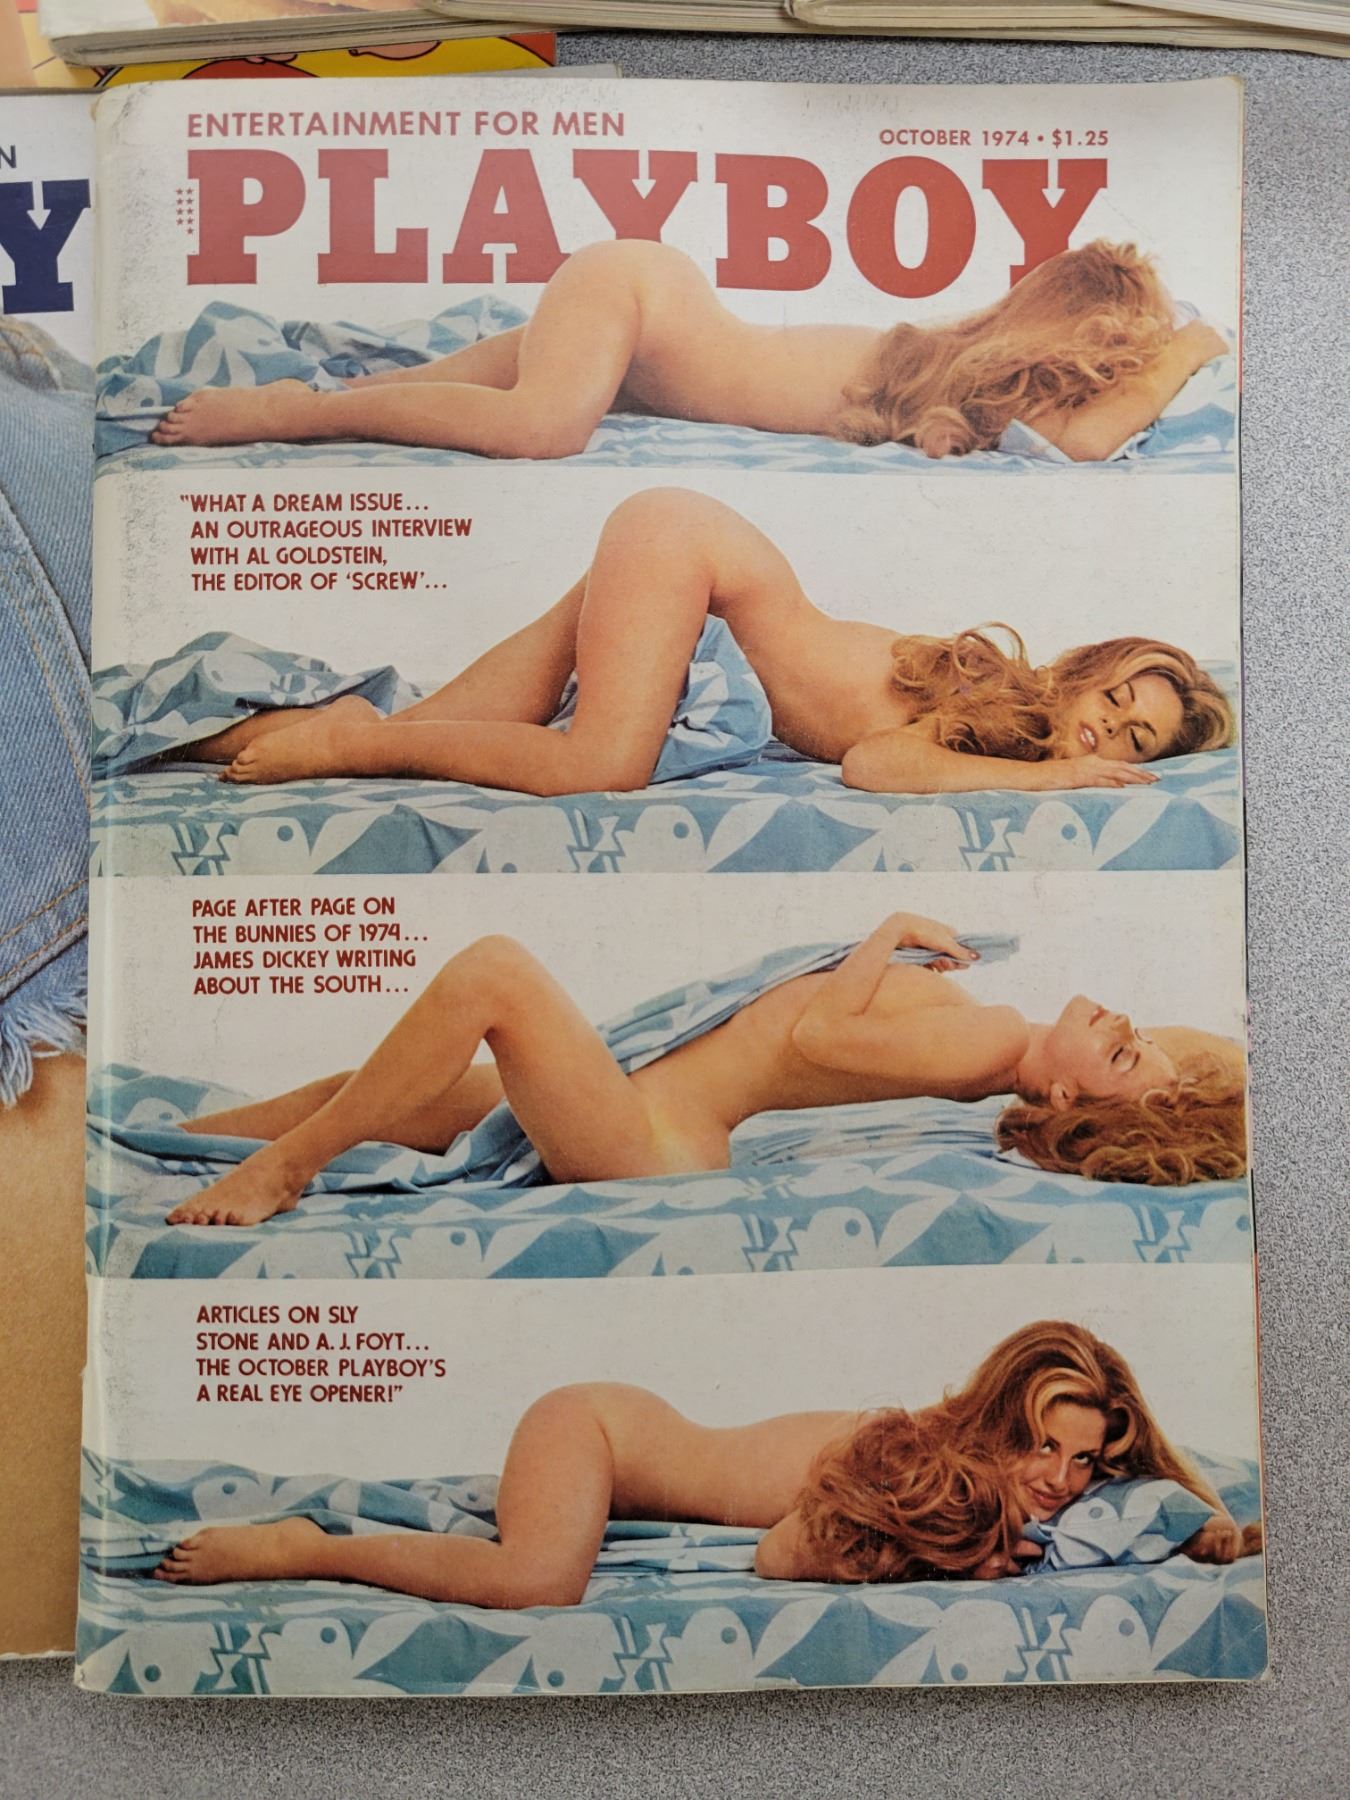 N
Y
ENTERTAINMENT FOR MEN
OCTOBER 1974 • $1.25
PLAYBOY
"WHAT A DREAM ISSUE...
AN OUTRAGEOUS INTERVIEW
WITH AL GOLDSTEIN,
THE EDITOR OF 'SCREW'...
PAGE AFTER PAGE ON
THE BUNNIES OF 1974...
JAMES DICKEY WRITING
ABOUT THE SOUTH...
ARTICLES ON SLY
STONE AND A. J. FOYT...
THE OCTOBER PLAYBOY'S
A REAL EYE OPENER!"